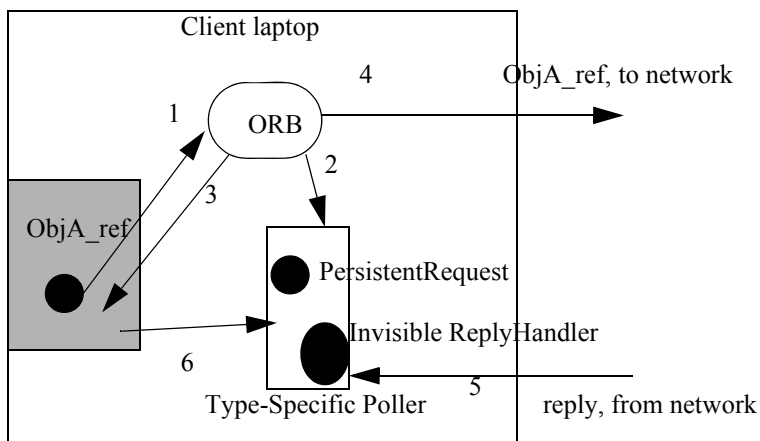 Client laptop
4
ObjA_ref, to network
1
ORB
2
3
ObjA_ref
PersistentRequest
Invisible ReplyHandler
6
5
Type-Specific Poller
reply, from network